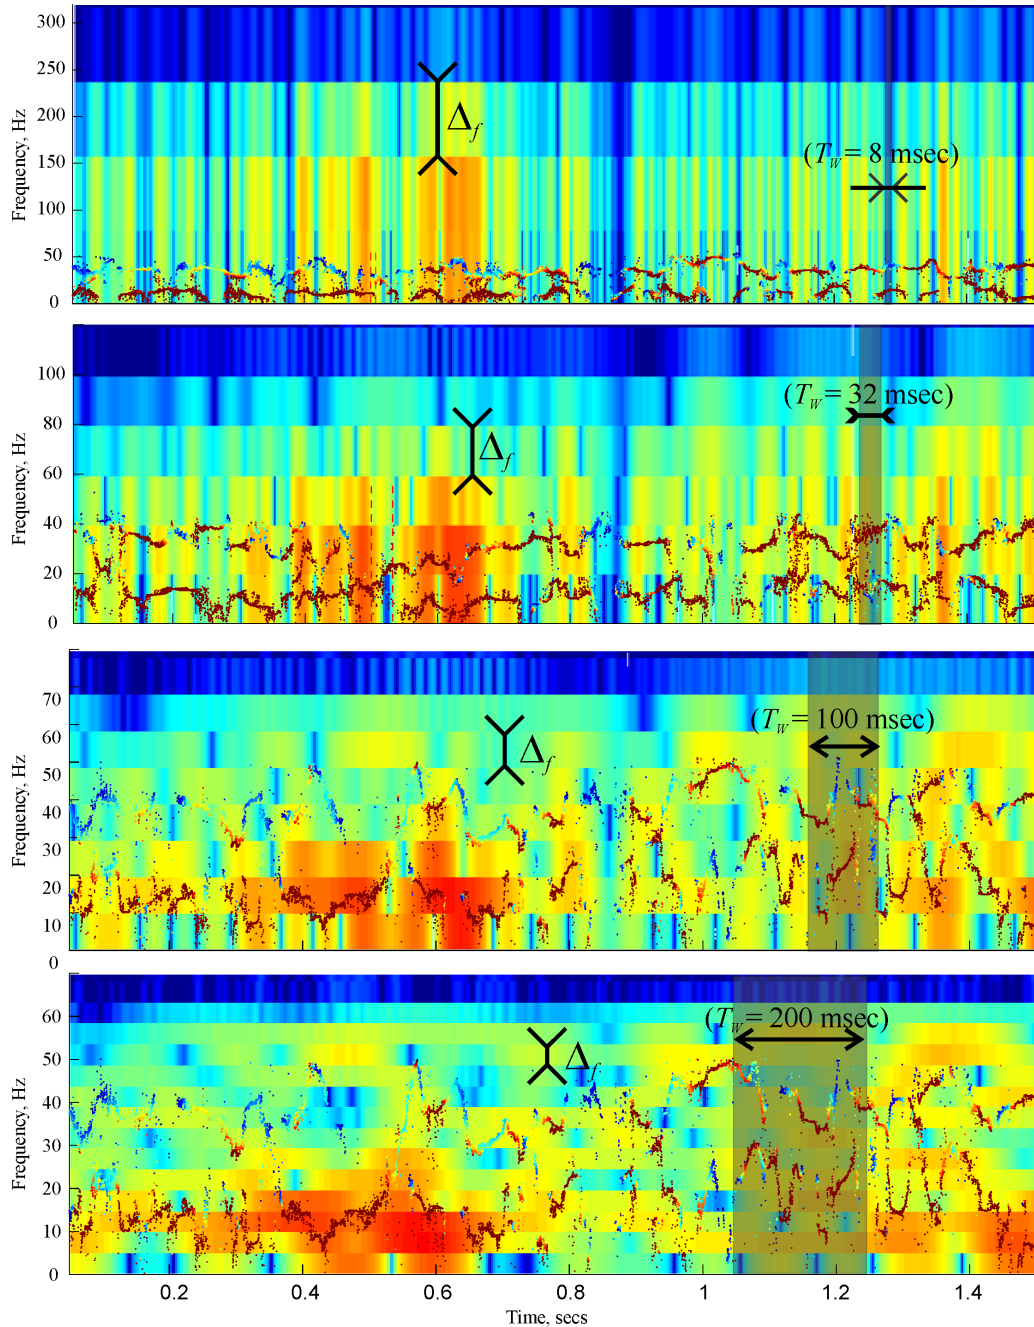 300
250
200
150
100
50
0
Frequency, Hz
Δf
(TW = 8 msec)
100
80
60
40
20
0
Frequency, Hz
Δf
(TW = 32 msec)
70
60
50
40
30
20
10
0
Frequency, Hz
Δf
(TW = 100 msec)
60
50
40
30
20
10
0
Frequency, Hz
Δf
(TW = 200 msec)
0.2 0.4 0.6 0.8 1 1.2 1.4
Time, secs